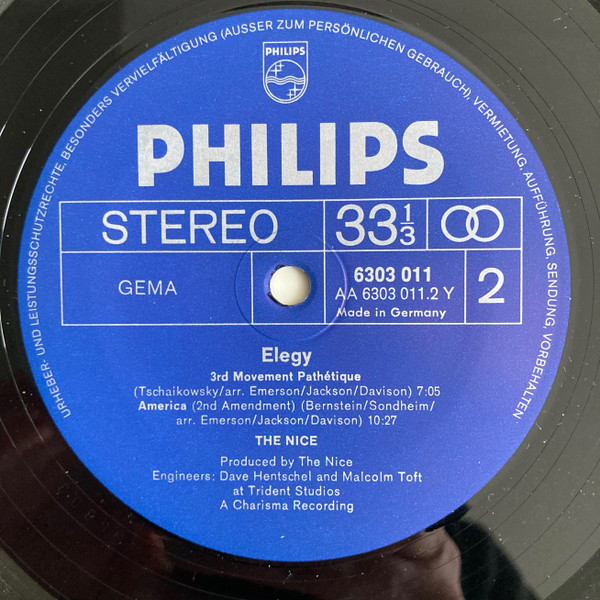 URHEBER- UND LEISTUNGSSCHUTZRECHTE, BESONDERS VERVIELFÄLTIGUNG (AUSSER ZUM PERSÖNLICHEN GEBRAUCH), VERMIETUNG, AUFFÜHRUNG, SENDUNG, VORBEHALTEN
PHILIPS
PHILIPS
STEREO 33 1/3
GEMA
6303 011
AA 6303 011.2 Y
Made in Germany
2
Elegy
3rd Movement Pathétique
(Tschaikowsky/arr. Emerson/Jackson/Davison) 7:05
America (2nd Amendment) (Bernstein/Sondheim/
arr. Emerson/Jackson/Davison) 10:27
THE NICE
Produced by The Nice
Engineers: Dave Hentschel and Malcolm Toft
at Trident Studios
A Charisma Recording